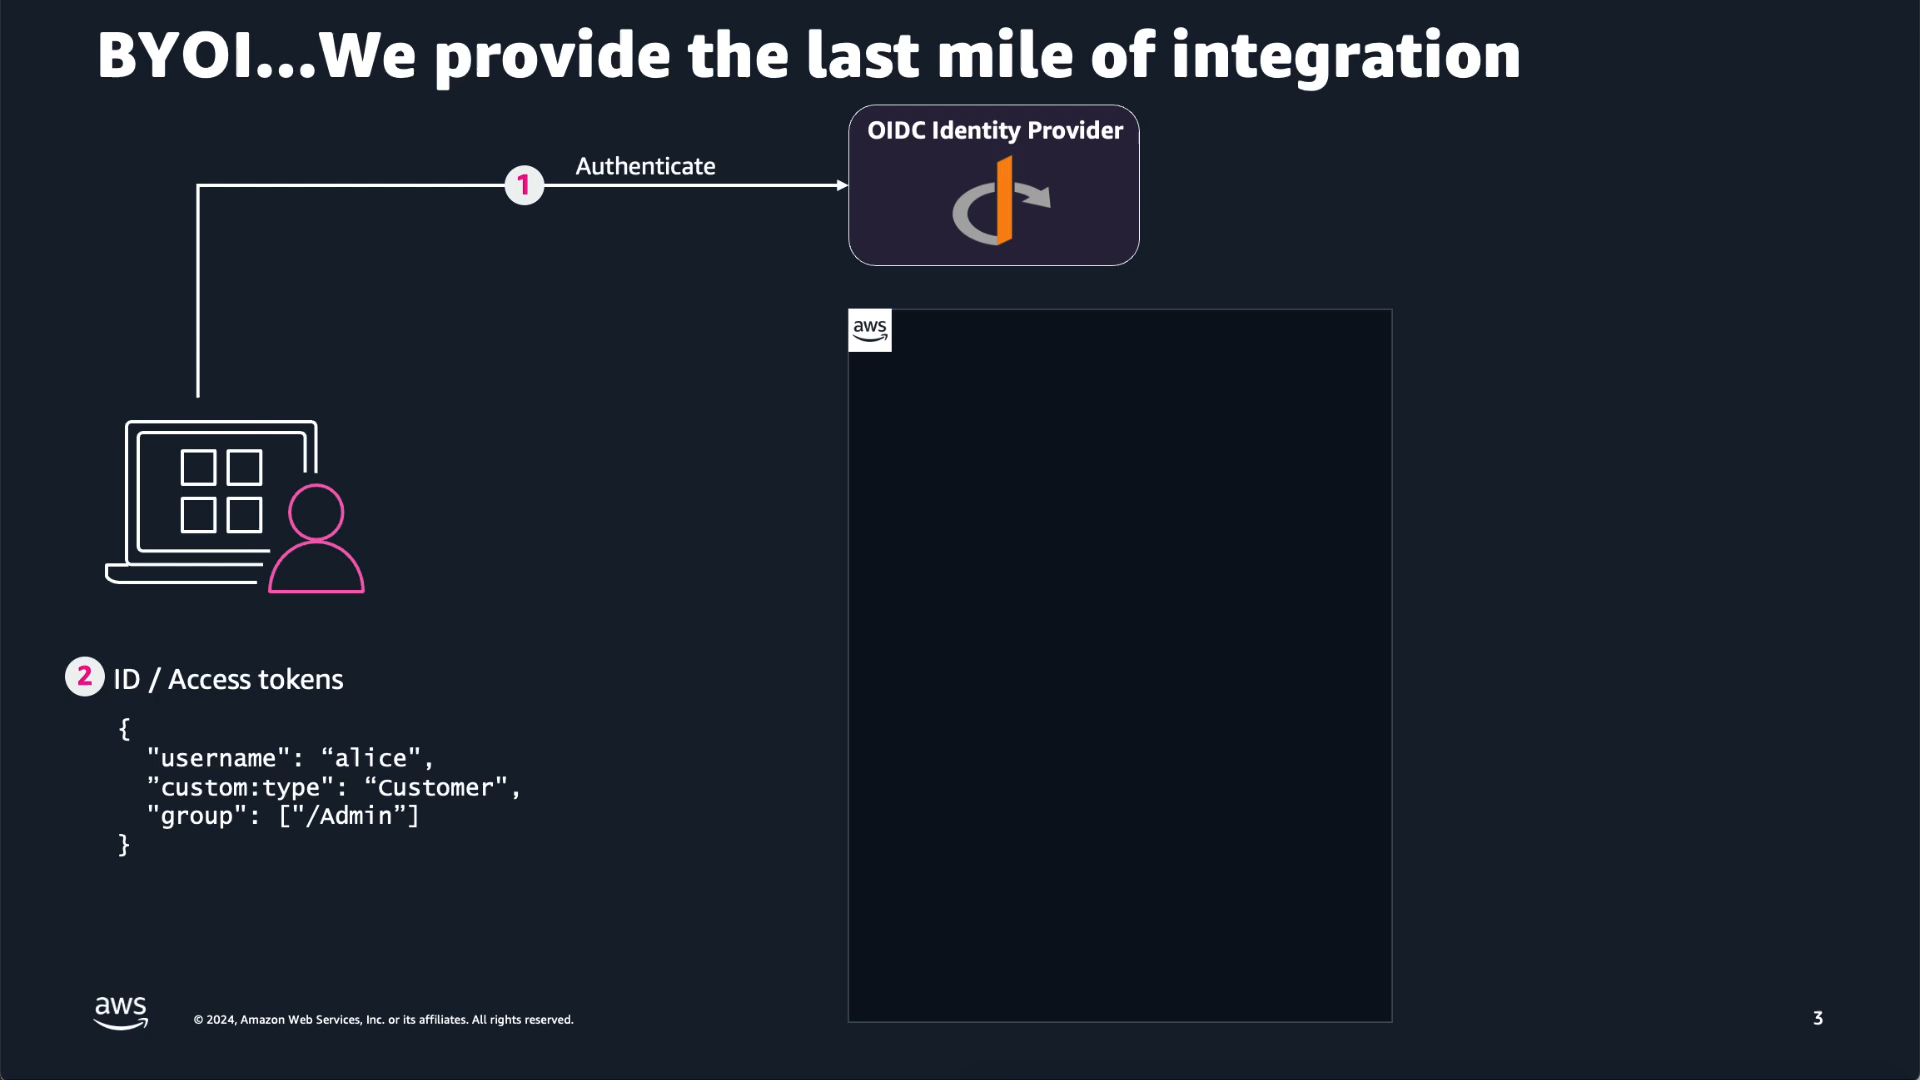 BYOI...We provide the last mile of integration
OIDC Identity Provider
Authenticate
1
aws
2 ID / Access tokens
{
"username": “alice",
”custom:type": “Customer",
"group": ["/Admin”]
}
aws
© 2024, Amazon Web Services, Inc. or its affiliates. All rights reserved.
3